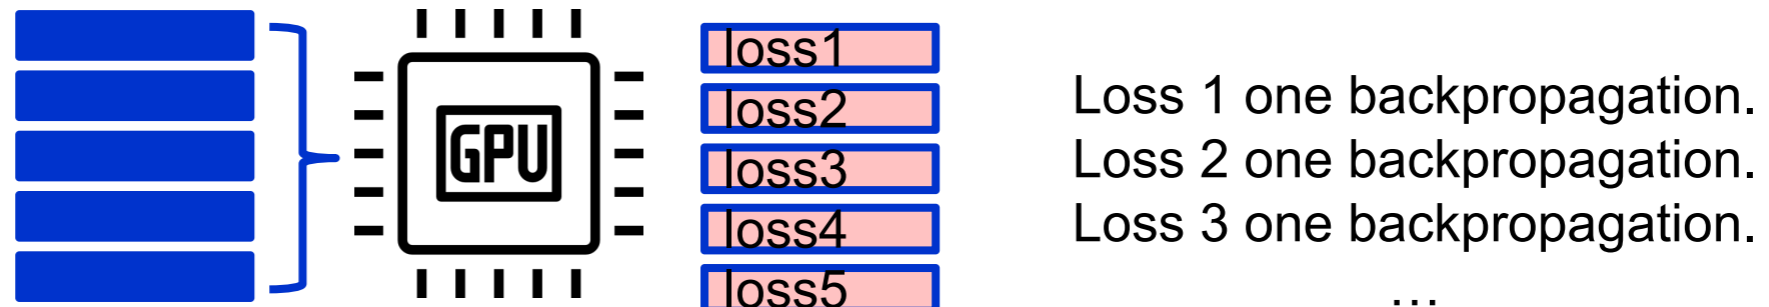 GPU
loss1
loss2
loss3
loss4
loss5
Loss 1 one backpropagation.
Loss 2 one backpropagation.
Loss 3 one backpropagation.
...